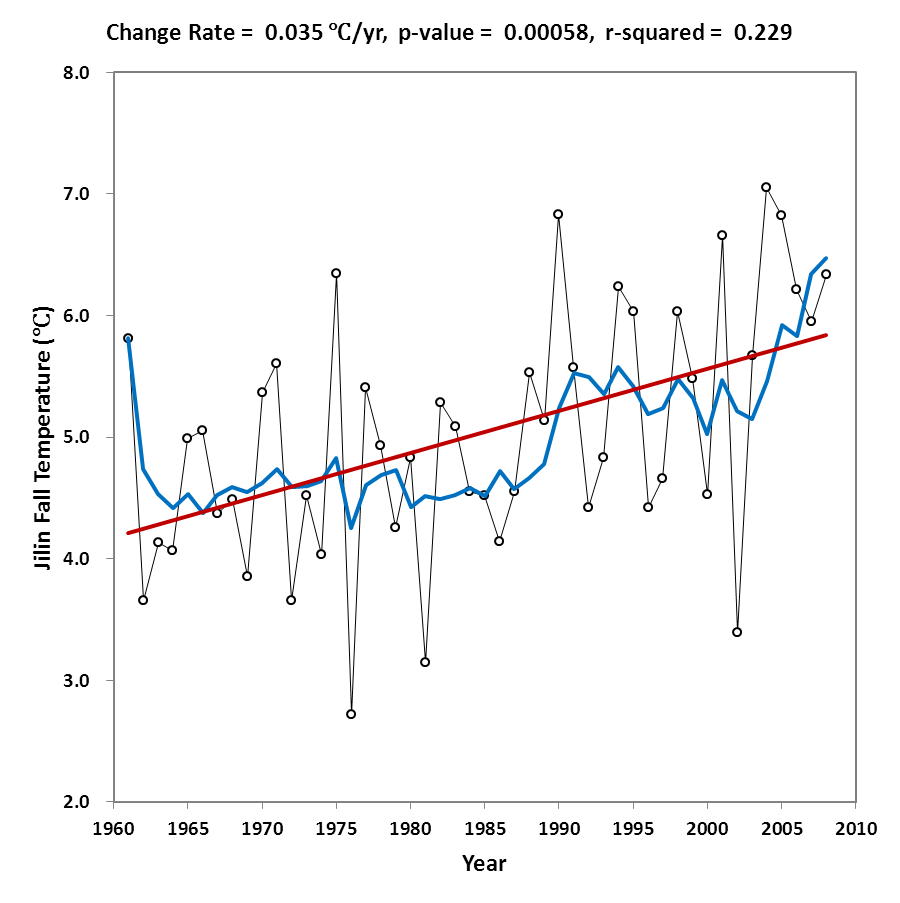 Change Rate = 0.035 ℃/yr, p-value = 0.00058, r-squared = 0.229
8.0
7.0
6.0
5.0
4.0
3.0
2.0
Jilin Fall Temperature (℃)
1960 1965 1970 1975 1980 1985 1990 1995 2000 2005 2010
Year